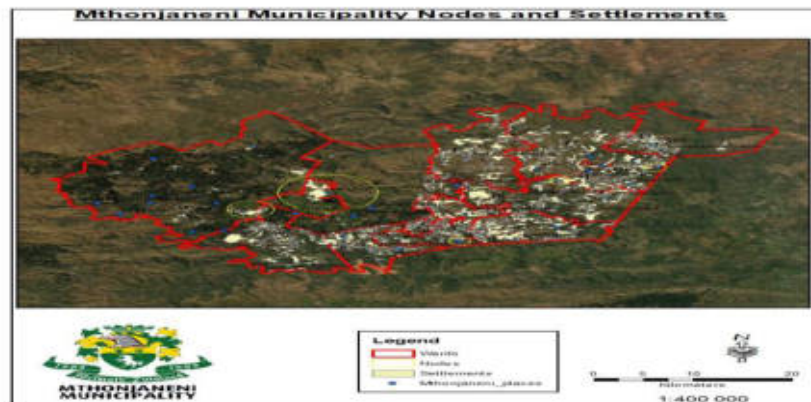 Mthonjaneni Municipality Nodes and Settlements
Legend
Wards
Nodes
Settlements
Mthonjaneni_places
MTHONJANENI
MUNICIPALITY
N
0 5 10 20
Kilometers
1:400 000